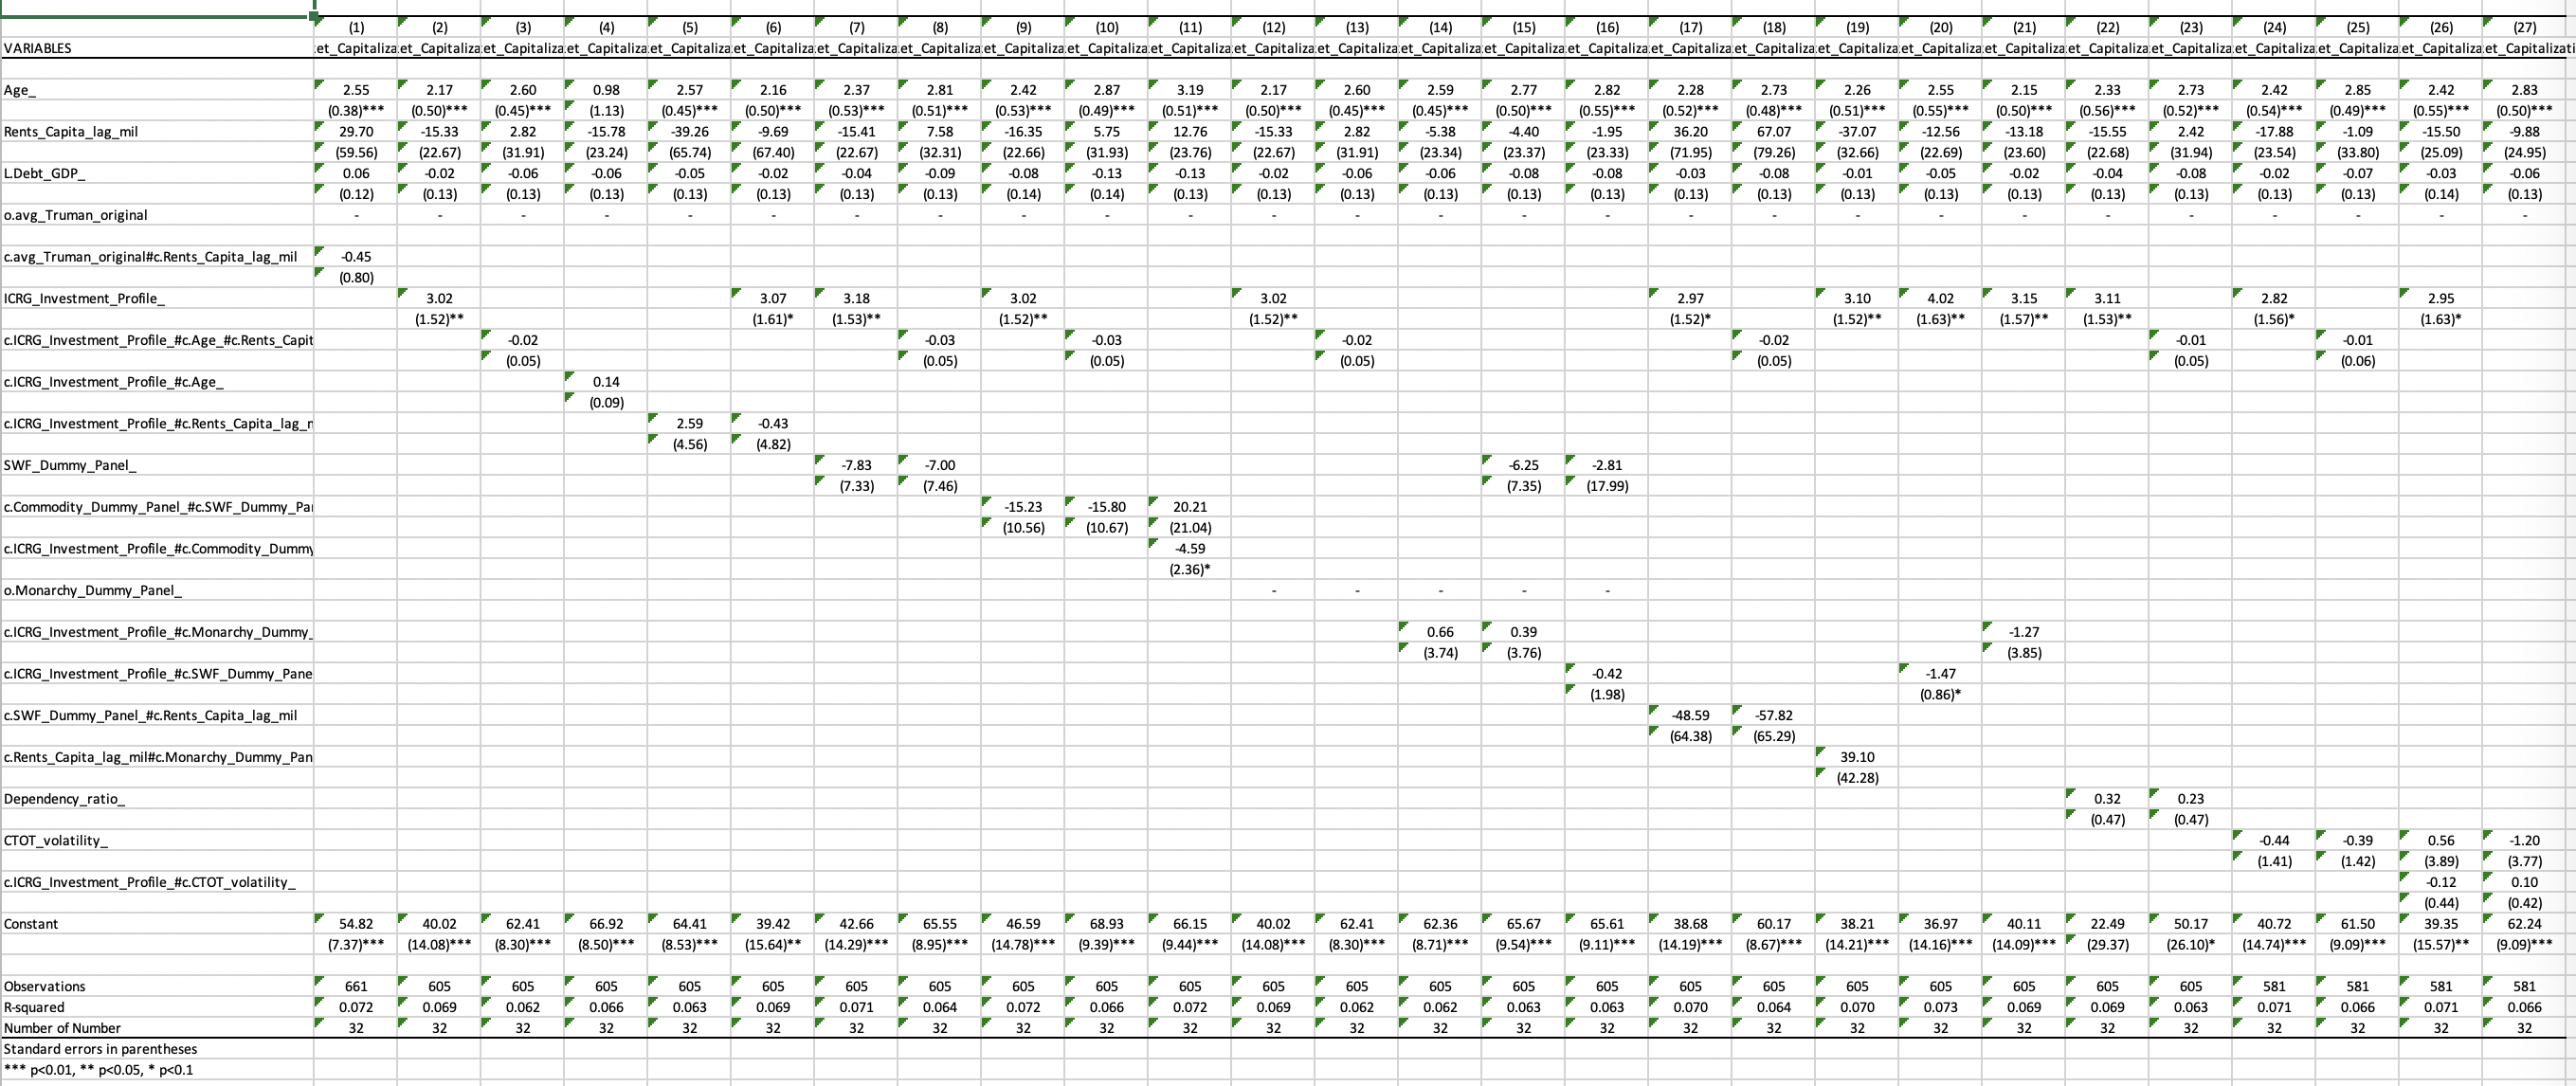 (1) (2) (3) (4) (5) (6) (7) (8) (9) (10) (11) (12) (13) (14) (15) (16) (17) (18) (19) (20) (21) (22) (23) (24) (25) (26) (27)
VARIABLES et_Capitaliza et_Capitaliza et_Capitaliza et_Capitaliza et_Capitaliza et_Capitaliza et_Capitaliza et_Capitaliza et_Capitaliza et_Capitaliza et_Capitaliza et_Capitaliza et_Capitaliza et_Capitaliza et_Capitaliza et_Capitaliza et_Capitaliza et_Capitaliza et_Capitaliza et_Capitaliza et_Capitaliza et_Capitaliza et_Capitaliza et_Capitaliza et_Capitaliza et_Capitaliza et_Capitalizati
Age_ 2.55 2.17 2.60 0.98 2.57 2.16 2.37 2.81 2.42 2.87 3.19 2.17 2.60 2.59 2.77 2.82 2.28 2.73 2.26 2.55 2.15 2.33 2.73 2.42 2.85 2.42 2.83
(0.38)*** (0.50)*** (0.45)*** (1.13) (0.45)*** (0.50)*** (0.53)*** (0.51)*** (0.53)*** (0.49)*** (0.51)*** (0.50)*** (0.45)*** (0.45)*** (0.50)*** (0.55)*** (0.52)*** (0.48)*** (0.51)*** (0.55)*** (0.50)*** (0.56)*** (0.52)*** (0.54)*** (0.49)*** (0.55)*** (0.50)***
Rents_Capita_lag_mil 29.70 -15.33 2.82 -15.78 -39.26 -9.69 -15.41 7.58 -16.35 5.75 12.76 -15.33 2.82 -5.38 -4.40 -1.95 36.20 67.07 -37.07 -12.56 -13.18 -15.55 2.42 -17.88 -1.09 -15.50 -9.88
(59.56) (22.67) (31.91) (23.24) (65.74) (67.40) (22.67) (32.31) (22.66) (31.93) (23.76) (22.67) (31.91) (23.34) (23.37) (23.33) (71.95) (79.26) (32.66) (22.69) (23.60) (22.68) (31.94) (23.54) (33.80) (25.09) (24.95)
L.Debt_GDP_ 0.06 -0.02 -0.06 -0.06 -0.05 -0.02 -0.04 -0.09 -0.08 -0.13 -0.13 -0.02 -0.06 -0.06 -0.08 -0.08 -0.03 -0.08 -0.01 -0.05 -0.02 -0.04 -0.08 -0.02 -0.07 -0.03 -0.06
(0.12) (0.13) (0.13) (0.13) (0.13) (0.13) (0.13) (0.13) (0.14) (0.14) (0.13) (0.13) (0.13) (0.13) (0.13) (0.13) (0.13) (0.13) (0.13) (0.13) (0.13) (0.13) (0.13) (0.13) (0.13) (0.14) (0.13)
o.avg_Truman_original - - - - - - - - - - - - - - - - - - - - - - - - - - -
c.avg_Truman_original#c.Rents_Capita_lag_mil -0.45
(0.80)
ICRG_Investment_Profile_ 3.02 3.07 3.18 3.02 3.02 2.97 3.10 4.02 3.15 3.11 2.82 2.95
(1.52)** (1.61)* (1.53)** (1.52)** (1.52)** (1.52)* (1.52)** (1.63)** (1.57)** (1.53)** (1.56)* (1.63)*
c.ICRG_Investment_Profile_#c.Age_#c.Rents_Capit -0.02 -0.03 -0.03 -0.02 -0.02 -0.01 -0.01
(0.05) (0.05) (0.05) (0.05) (0.05) (0.05) (0.06)
c.ICRG_Investment_Profile_#c.Age_ 0.14
(0.09)
c.ICRG_Investment_Profile_#c.Rents_Capita_lag_r 2.59 -0.43
(4.56) (4.82)
SWF_Dummy_Panel_ -7.83 -7.00 -6.25 -2.81
(7.33) (7.46) (7.35) (17.99)
c.Commodity_Dummy_Panel_#c.SWF_Dummy_Pai -15.23 -15.80 20.21
(10.56) (10.67) (21.04)
c.ICRG_Investment_Profile_#c.Commodity_Dummy -4.59
(2.36)*
o.Monarchy_Dummy_Panel_ - - - - -
c.ICRG_Investment_Profile_#c.Monarchy_Dummy_ 0.66 0.39 -1.27
(3.74) (3.76) (3.85)
c.ICRG_Investment_Profile_#c.SWF_Dummy_Pane -0.42 -1.47
(1.98) (0.86)*
c.SWF_Dummy_Panel_#c.Rents_Capita_lag_mil -48.59 -57.82
(64.38) (65.29)
c.Rents_Capita_lag_mil#c.Monarchy_Dummy_Pan 39.10
(42.28)
Dependency_ratio_ 0.32 0.23
(0.47) (0.47)
CTOT_volatility_ -0.44 -0.39 0.56 -1.20
(1.41) (1.42) (3.89) (3.77)
c.ICRG_Investment_Profile_#c.CTOT_volatility_ -0.12 0.10
(0.44) (0.42)
Constant 54.82 40.02 62.41 66.92 64.41 39.42 42.66 65.55 46.59 68.93 66.15 40.02 62.41 62.36 65.67 65.61 38.68 60.17 38.21 36.97 40.11 22.49 50.17 40.72 61.50 39.35 62.24
(7.37)*** (14.08)*** (8.30)*** (8.50)*** (8.53)*** (15.64)** (14.29)*** (8.95)*** (14.78)*** (9.39)*** (9.44)*** (14.08)*** (8.30)*** (8.71)*** (9.54)*** (9.11)*** (14.19)*** (8.67)*** (14.21)*** (14.16)*** (14.09)*** (29.37) (26.10)* (14.74)*** (9.09)*** (15.57)** (9.09)***
Observations 661 605 605 605 605 605 605 605 605 605 605 605 605 605 605 605 605 605 605 605 605 605 605 581 581 581 581
R-squared 0.072 0.069 0.062 0.066 0.063 0.069 0.071 0.064 0.072 0.066 0.072 0.069 0.062 0.062 0.063 0.063 0.070 0.064 0.070 0.073 0.069 0.069 0.063 0.071 0.066 0.071 0.066
Number of Number 32 32 32 32 32 32 32 32 32 32 32 32 32 32 32 32 32 32 32 32 32 32 32 32 32 32 32
Standard errors in parentheses
*** p<0.01, ** p<0.05, * p<0.1